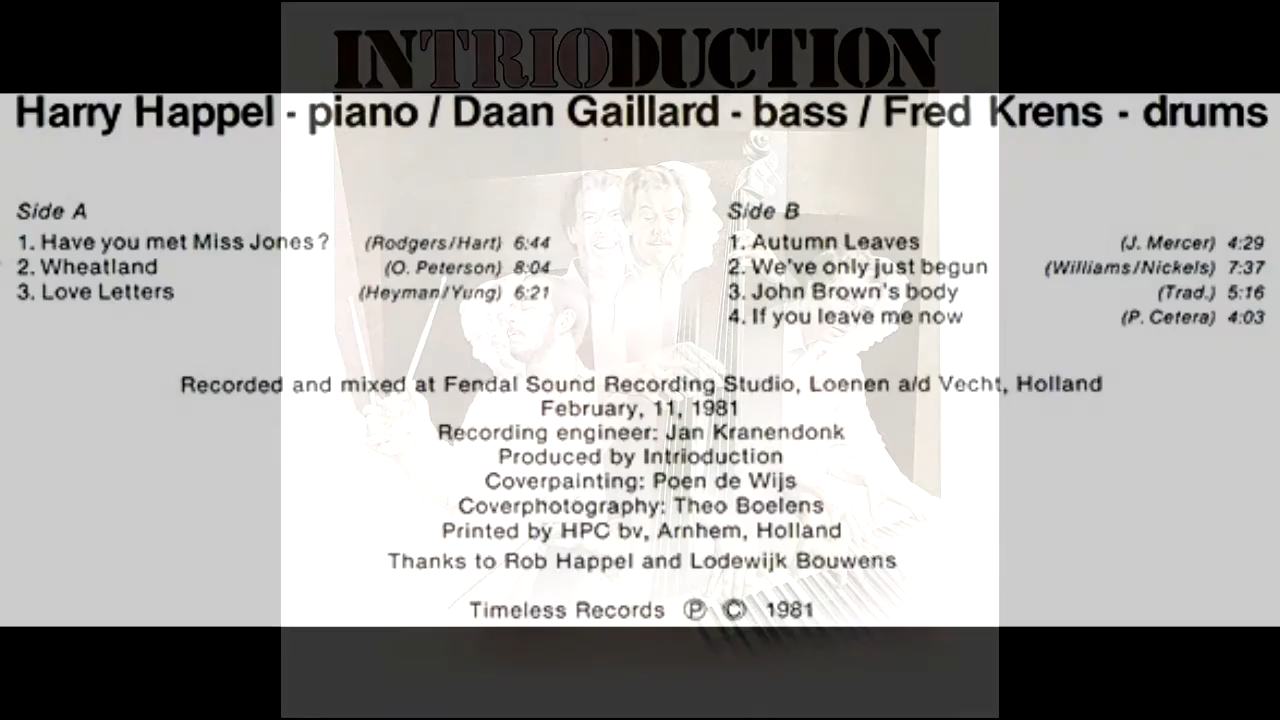 INTRIODUCTION
Harry Happel - piano / Daan Gaillard - bass / Fred Krens - drums
Side A
1. Have you met Miss Jones? (Rodgers/Hart) 6:44
2. Wheatland (O. Peterson) 8:04
3. Love Letters (Heyman/Yung) 6:21
Side B
1. Autumn Leaves (J. Mercer) 4:29
2. We've only just begun (Williams/Nickels) 7:37
3. John Brown's body (Trad.) 5:16
4. If you leave me now (P. Cetera) 4:03
Recorded and mixed at Fendal Sound Recording Studio, Loenen a/d Vecht, Holland
February, 11, 1981
Recording engineer: Jan Kranendonk
Produced by Intrioduction
Coverpainting: Poen de Wijs
Coverphotography: Theo Boelens
Printed by HPC bv, Arnhem, Holland
Thanks to Rob Happel and Lodewijk Bouwens
Timeless Records Ⓟ © 1981